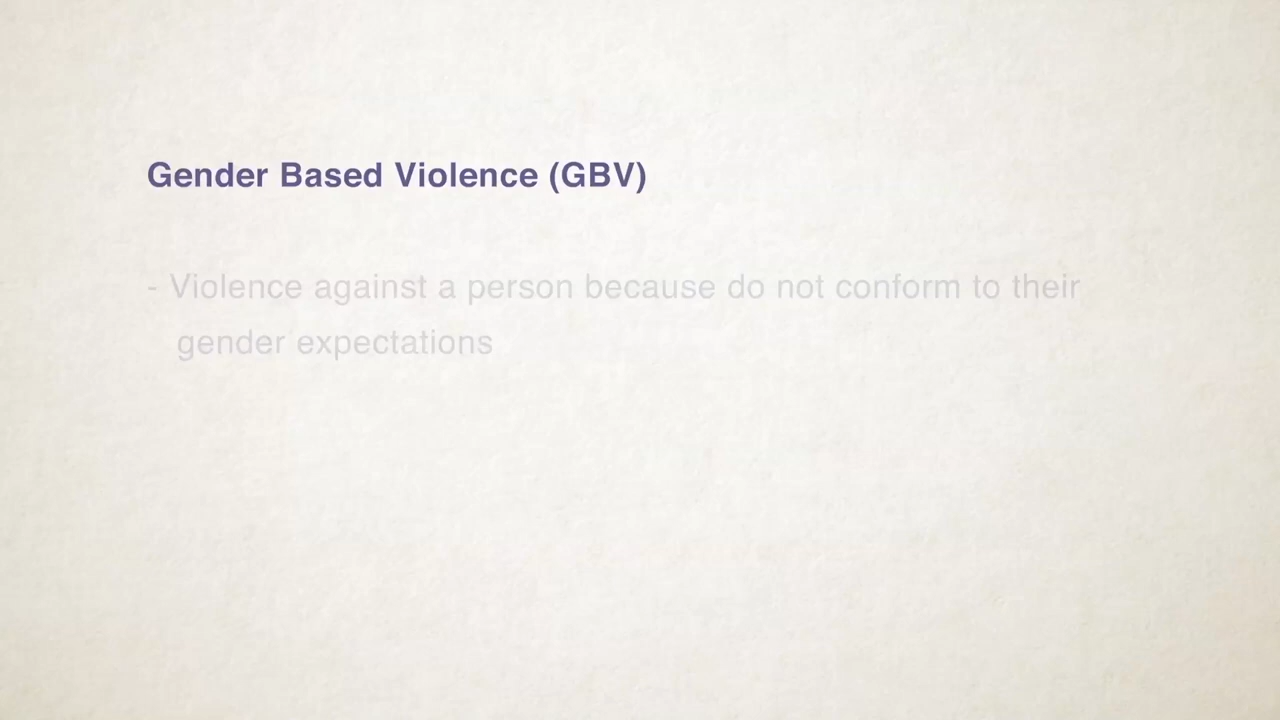 Gender Based Violence (GBV)
- Violence against a person because do not conform to their
gender expectations